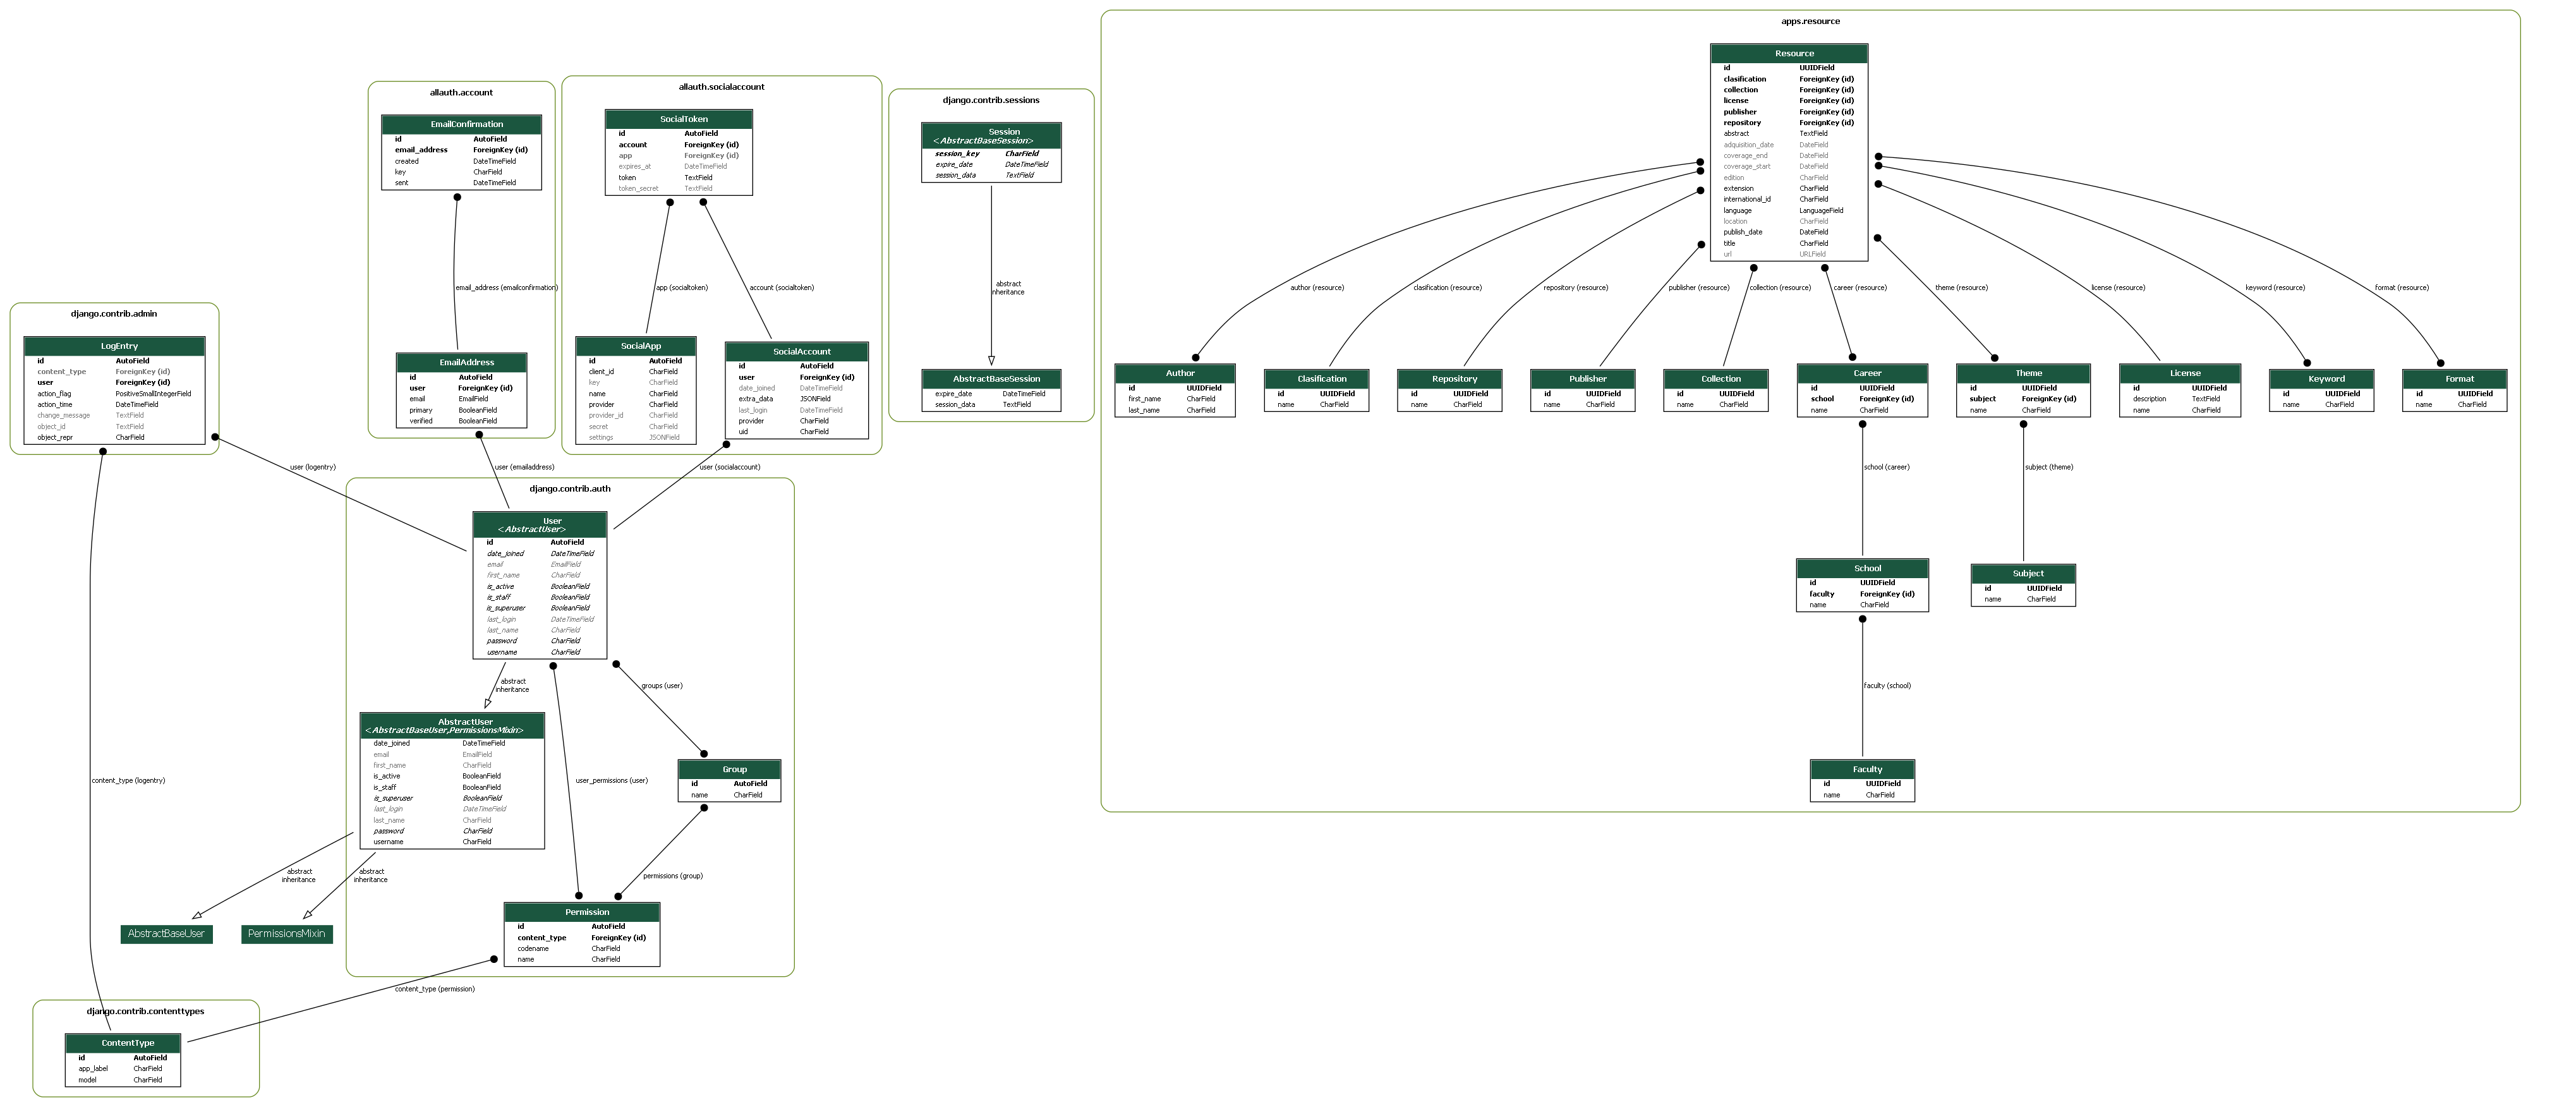 apps.resource
Resource
id UUIDField
clasification ForeignKey (id)
collection ForeignKey (id)
license ForeignKey (id)
publisher ForeignKey (id)
repository ForeignKey (id)
abstract TextField
adquisition_date DateField
coverage_end DateField
coverage_start DateField
edition CharField
extension CharField
international_id CharField
language LanguageField
location CharField
publish_date DateField
title CharField
url URLField
author (resource)
clasification (resource)
repository (resource)
publisher (resource)
collection (resource)
career (resource)
theme (resource)
license (resource)
keyword (resource)
format (resource)
Author
id UUIDField
first_name CharField
last_name CharField
Clasification
id UUIDField
name CharField
Repository
id UUIDField
name CharField
Publisher
id UUIDField
name CharField
Collection
id UUIDField
name CharField
Career
id UUIDField
school ForeignKey (id)
name CharField
Theme
id UUIDField
subject ForeignKey (id)
name CharField
License
id UUIDField
description TextField
name CharField
Keyword
id UUIDField
name CharField
Format
id UUIDField
name CharField
school (career)
subject (theme)
School
id UUIDField
faculty ForeignKey (id)
name CharField
Subject
id UUIDField
name CharField
faculty (school)
Faculty
id UUIDField
name CharField
allauth.account
EmailConfirmation
id AutoField
email_address ForeignKey (id)
created DateTimeField
key CharField
sent DateTimeField
email_address (emailconfirmation)
EmailAddress
id AutoField
user ForeignKey (id)
email EmailField
primary BooleanField
verified BooleanField
allauth.socialaccount
SocialToken
id AutoField
account ForeignKey (id)
app ForeignKey (id)
expires_at DateTimeField
token TextField
token_secret TextField
app (socialtoken)
account (socialtoken)
SocialApp
id AutoField
client_id CharField
key CharField
name CharField
provider CharField
provider_id CharField
secret CharField
settings JSONField
SocialAccount
id AutoField
user ForeignKey (id)
date_joined DateTimeField
extra_data JSONField
last_login DateTimeField
provider CharField
uid CharField
django.contrib.sessions
Session
<AbstractBaseSession>
session_key CharField
expire_date DateTimeField
session_data TextField
abstract
inheritance
AbstractBaseSession
expire_date DateTimeField
session_data TextField
django.contrib.admin
LogEntry
id AutoField
content_type ForeignKey (id)
user ForeignKey (id)
action_flag PositiveSmallIntegerField
action_time DateTimeField
change_message TextField
object_id TextField
object_repr CharField
user (logentry)
user (emailaddress)
user (socialaccount)
django.contrib.auth
User
<AbstractUser>
id AutoField
date_joined DateTimeField
email EmailField
first_name CharField
is_active BooleanField
is_staff BooleanField
is_superuser BooleanField
last_login DateTimeField
last_name CharField
password CharField
username CharField
abstract
inheritance
groups (user)
AbstractUser
<AbstractBaseUser,PermissionsMixin>
date_joined DateTimeField
email EmailField
first_name CharField
is_active BooleanField
is_staff BooleanField
is_superuser BooleanField
last_login DateTimeField
last_name CharField
password CharField
username CharField
user_permissions (user)
Group
id AutoField
name CharField
content_type (logentry)
abstract
inheritance
abstract
inheritance
permissions (group)
AbstractBaseUser
PermissionsMixin
Permission
id AutoField
content_type ForeignKey (id)
codename CharField
name CharField
content_type (permission)
django.contrib.contenttypes
ContentType
id AutoField
app_label CharField
model CharField